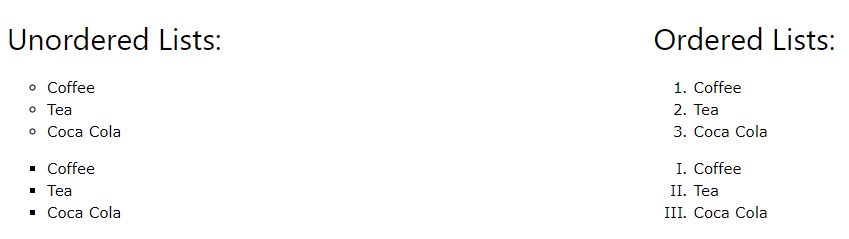 Unordered Lists:
◦ Coffee
◦ Tea
◦ Coca Cola
▪ Coffee
▪ Tea
▪ Coca Cola
Ordered Lists:
1. Coffee
2. Tea
3. Coca Cola
I. Coffee
II. Tea
III. Coca Cola